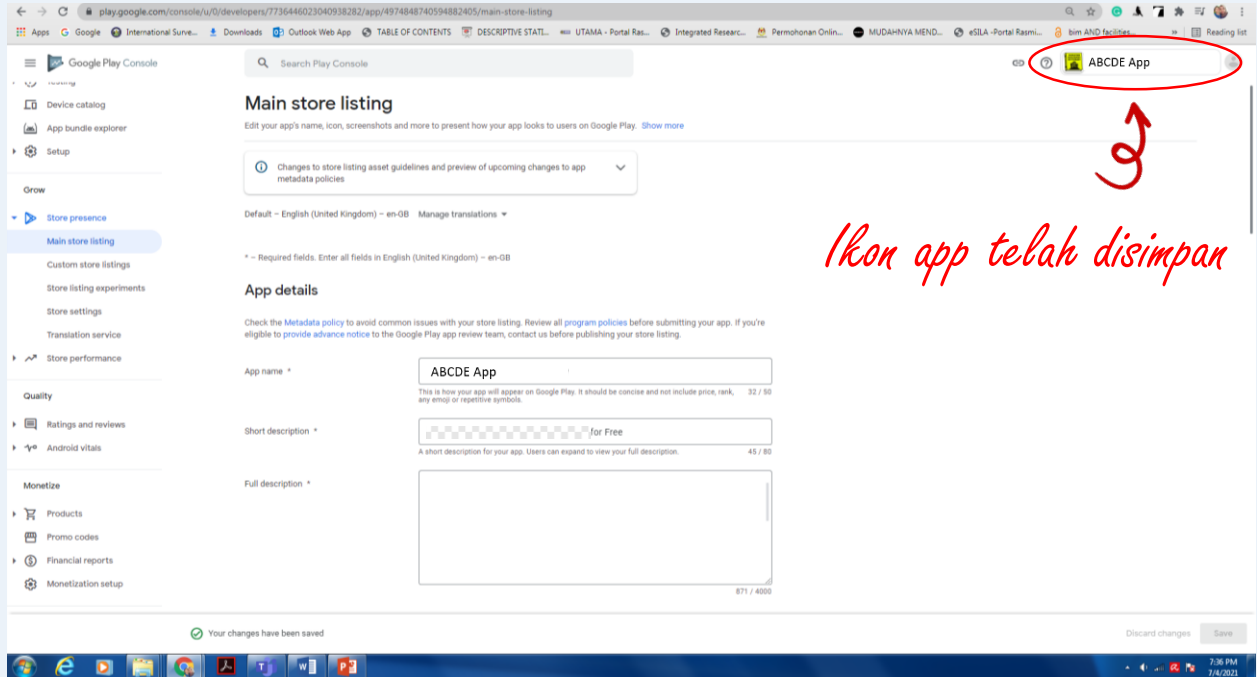 play.google.com/console/u/0/developers/7736446023040938282/app/4974848740594882405/main-store-listing
Apps Google International Surve... Downloads Outlook Web App TABLE OF CONTENTS DESCRIPTIVE STATI... UTAMA - Portal Ras... Integrated Researc... Permohonan Onlin... MUDAHNYA MEND... eSILA -Portal Rasmi... bim AND facilities... » Reading list
Google Play Console
Search Play Console
ABCDE App
Testing
Device catalog
App bundle explorer
Setup
Grow
Store presence
Main store listing
Custom store listings
Store listing experiments
Store settings
Translation service
Store performance
Quality
Ratings and reviews
Android vitals
Monetize
Products
Promo codes
Financial reports
Monetization setup
Main store listing
Edit your app's name, icon, screenshots and more to present how your app looks to users on Google Play. Show more
Changes to store listing asset guidelines and preview of upcoming changes to app
metadata policies
Default – English (United Kingdom) – en-GB Manage translations
* – Required fields. Enter all fields in English (United Kingdom) – en-GB
Ikon app telah disimpan
App details
Check the Metadata policy to avoid common issues with your store listing. Review all program policies before submitting your app. If you're
eligible to provide advance notice to the Google Play app review team, contact us before publishing your store listing.
App name *
ABCDE App
This is how your app will appear on Google Play. It should be concise and not include price, rank, 32 / 50
any emoji or repetitive symbols.
Short description *
for Free
A short description for your app. Users can expand to view your full description. 45 / 80
Full description *
871 / 4000
Your changes have been saved
Discard changes Save
7:36 PM
7/4/2021